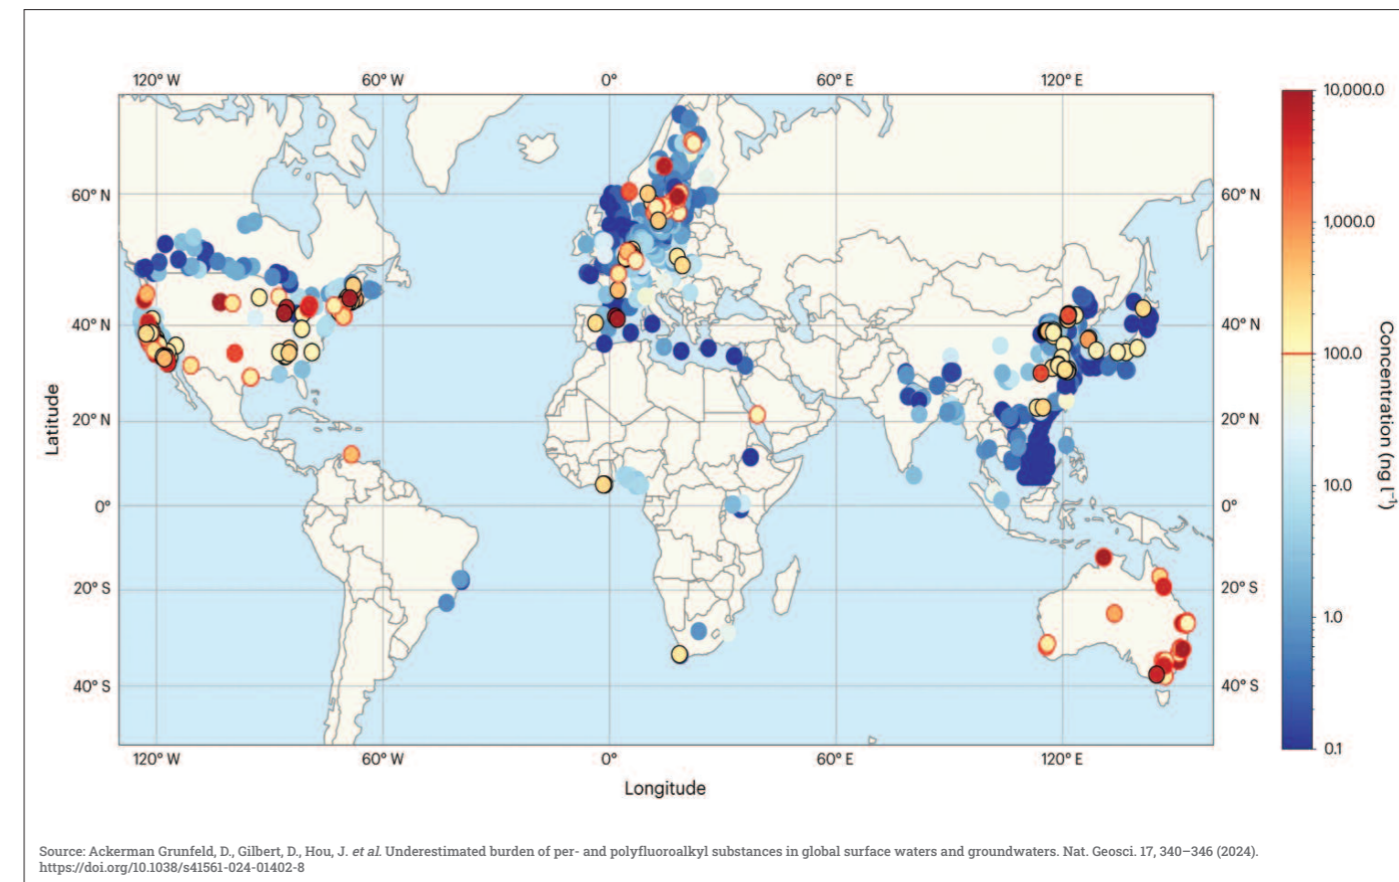 120° W 60° W 0° 60° E 120° E
10,000.0
60° N 60° N
1,000.0
40° N 40° N
100.0
20° N 20° N
10.0
0° 0°
20° S 20° S
1.0
40° S 40° S
0.1
120° W 60° W 0° 60° E 120° E
Latitude
Longitude
Concentration (ng l⁻¹)
Source: Ackerman Grunfeld, D., Gilbert, D., Hou, J. et al. Underestimated burden of per- and polyfluoroalkyl substances in global surface waters and groundwaters. Nat. Geosci. 17, 340–346 (2024).
https://doi.org/10.1038/s41561-024-01402-8